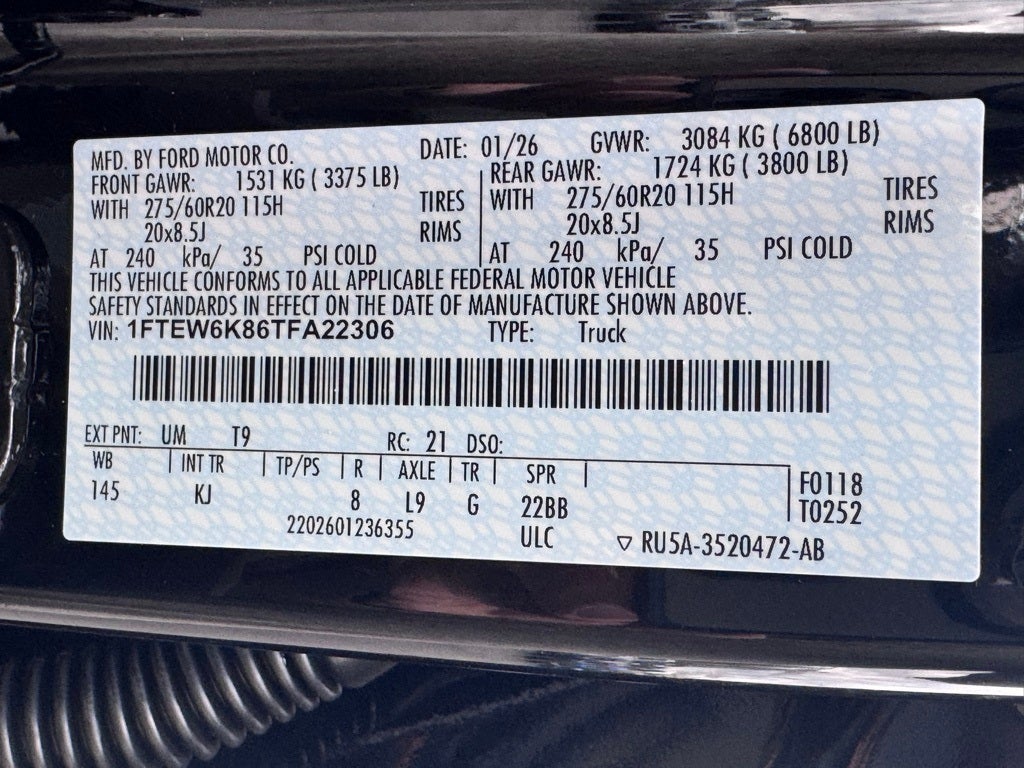 MFD. BY FORD MOTOR CO. DATE: 01/26 GVWR: 3084 KG ( 6800 LB)
FRONT GAWR: 1531 KG ( 3375 LB) REAR GAWR: 1724 KG ( 3800 LB)
WITH 275/60R20 115H TIRES WITH 275/60R20 115H TIRES
20x8.5J RIMS 20x8.5J RIMS
AT 240 kPa/ 35 PSI COLD AT 240 kPa/ 35 PSI COLD
THIS VEHICLE CONFORMS TO ALL APPLICABLE FEDERAL MOTOR VEHICLE
SAFETY STANDARDS IN EFFECT ON THE DATE OF MANUFACTURE SHOWN ABOVE.
VIN: 1FTEW6K86TFA22306 TYPE: Truck
EXT PNT: UM T9 RC: 21 DSO:
WB INT TR TP/PS R AXLE TR SPR
145 KJ 8 L9 G 22BB
F0118
T0252
2202601236355 ULC ▽ RU5A-3520472-AB